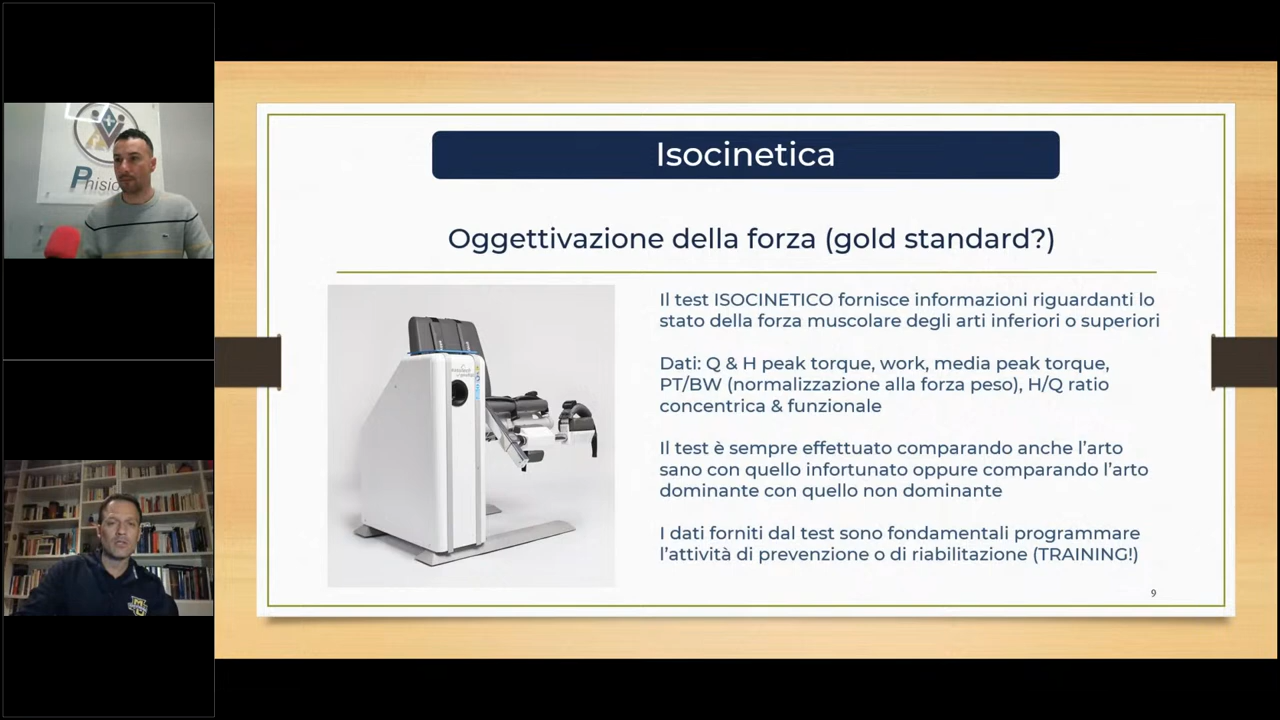 Phisio
Isocinetica
Oggettivazione della forza (gold standard?)
Il test ISOCINETICO fornisce informazioni riguardanti lo
stato della forza muscolare degli arti inferiori o superiori
Dati: Q & H peak torque, work, media peak torque,
PT/BW (normalizzazione alla forza peso), H/Q ratio
concentrica & funzionale
Il test è sempre effettuato comparando anche l’arto
sano con quello infortunato oppure comparando l’arto
dominante con quello non dominante
I dati forniti dal test sono fondamentali programmare
l’attività di prevenzione o di riabilitazione (TRAINING!)
9